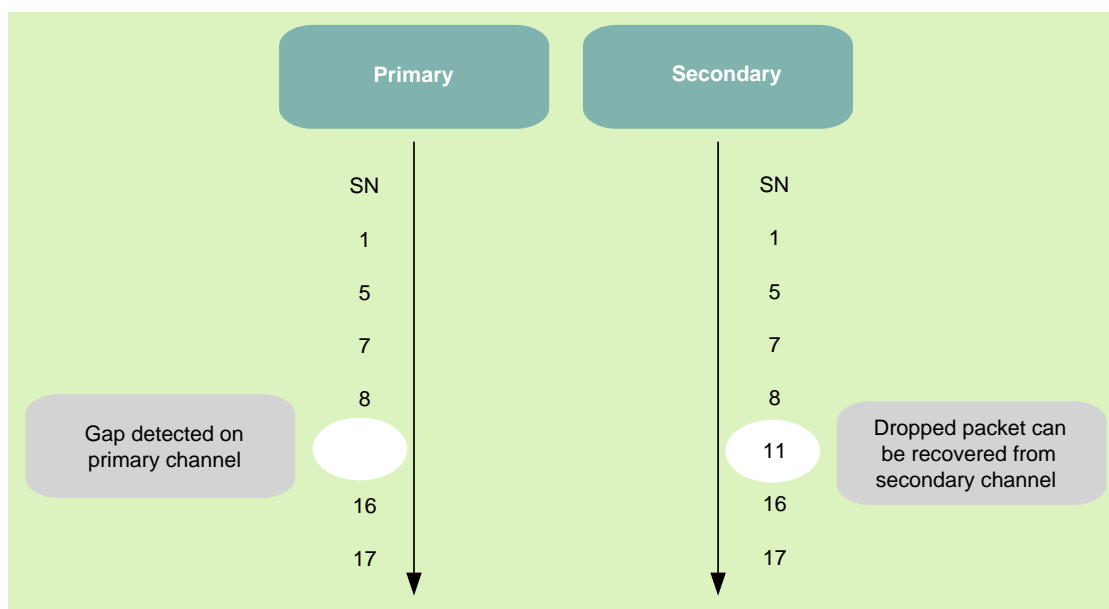 Primary
Secondary
SN
SN
1
1
5
5
7
7
8
8
Gap detected on
primary channel
11
Dropped packet can
be recovered from
secondary channel
16
16
17
17